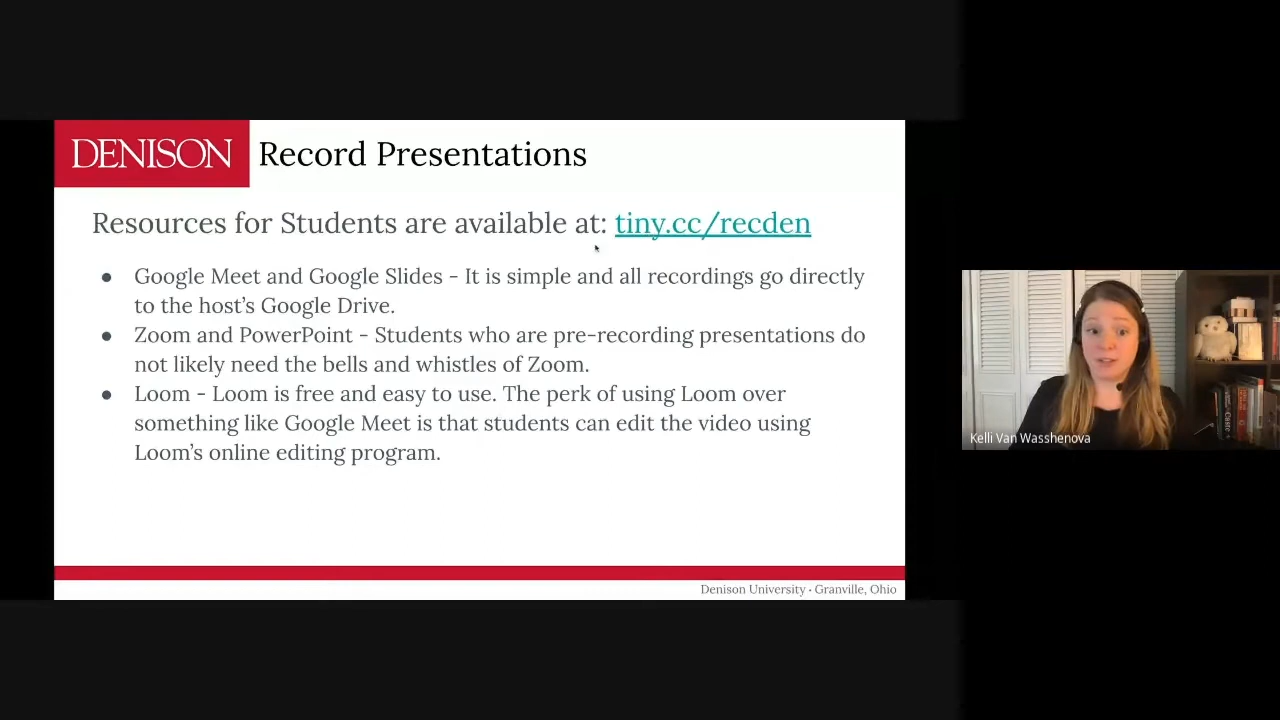 DENISON
Record Presentations
Resources for Students are available at: tiny.cc/recden
● Google Meet and Google Slides - It is simple and all recordings go directly
to the host's Google Drive.
● Zoom and PowerPoint - Students who are pre-recording presentations do
not likely need the bells and whistles of Zoom.
● Loom - Loom is free and easy to use. The perk of using Loom over
something like Google Meet is that students can edit the video using
Loom's online editing program.
Denison University · Granville, Ohio
Kelli Van Wasshenova